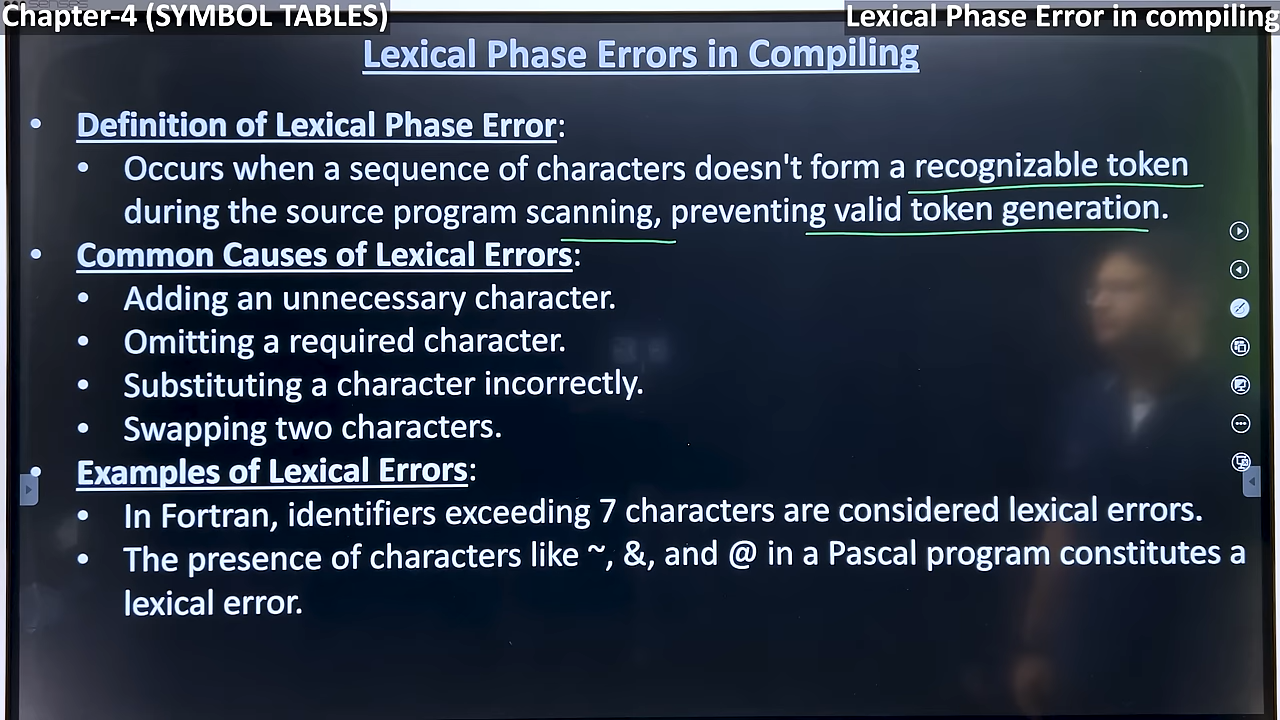 Chapter-4 (SYMBOL TABLES)
Lexical Phase Error in compiling
Lexical Phase Errors in Compiling
• Definition of Lexical Phase Error:
• Occurs when a sequence of characters doesn't form a recognizable token
during the source program scanning, preventing valid token generation.
• Common Causes of Lexical Errors:
• Adding an unnecessary character.
• Omitting a required character.
• Substituting a character incorrectly.
• Swapping two characters.
• Examples of Lexical Errors:
• In Fortran, identifiers exceeding 7 characters are considered lexical errors.
• The presence of characters like ~, &, and @ in a Pascal program constitutes a
lexical error.